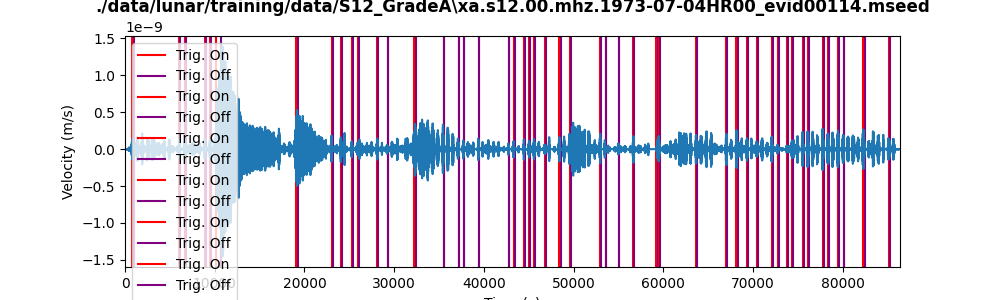 ./data/lunar/training/data/S12_GradeA\xa.s12.00.mhz.1973-07-04HR00_evid00114.mseed
1e−9
1.5
1.0
0.5
0.0
−0.5
−1.0
−1.5
Velocity (m/s)
Trig. On
Trig. Off
Trig. On
Trig. Off
Trig. On
Trig. Off
Trig. On
Trig. Off
Trig. On
Trig. Off
Trig. On
Trig. Off
0 10000 20000 30000 40000 50000 60000 70000 80000